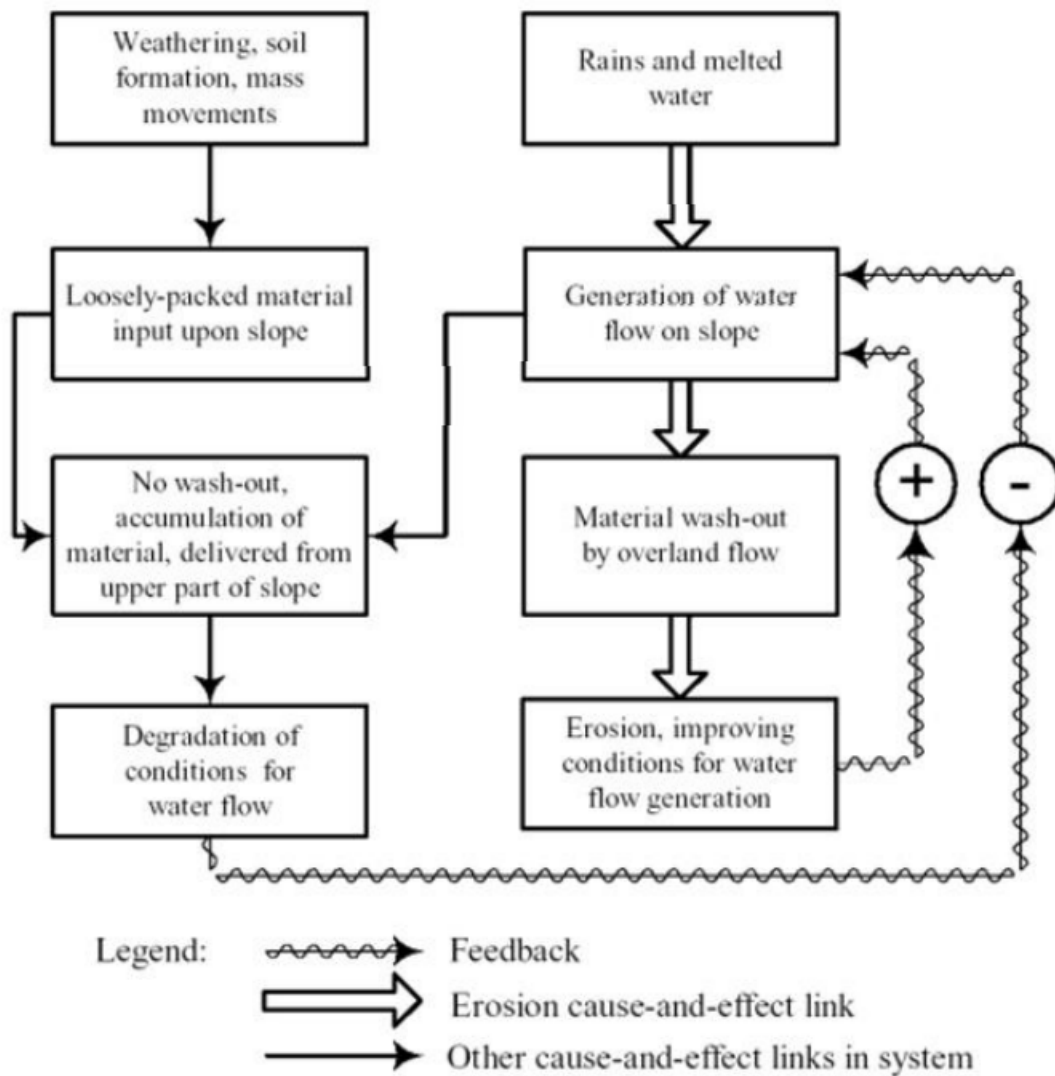 Weathering, soil
formation, mass
movements
Rains and melted
water
Loosely-packed material
input upon slope
Generation of water
flow on slope
No wash-out,
accumulation of
material, delivered from
upper part of slope
Material wash-out
by overland flow
+
-
Degradation of
conditions for
water flow
Erosion, improving
conditions for water
flow generation
Legend:
Feedback
Erosion cause-and-effect link
Other cause-and-effect links in system